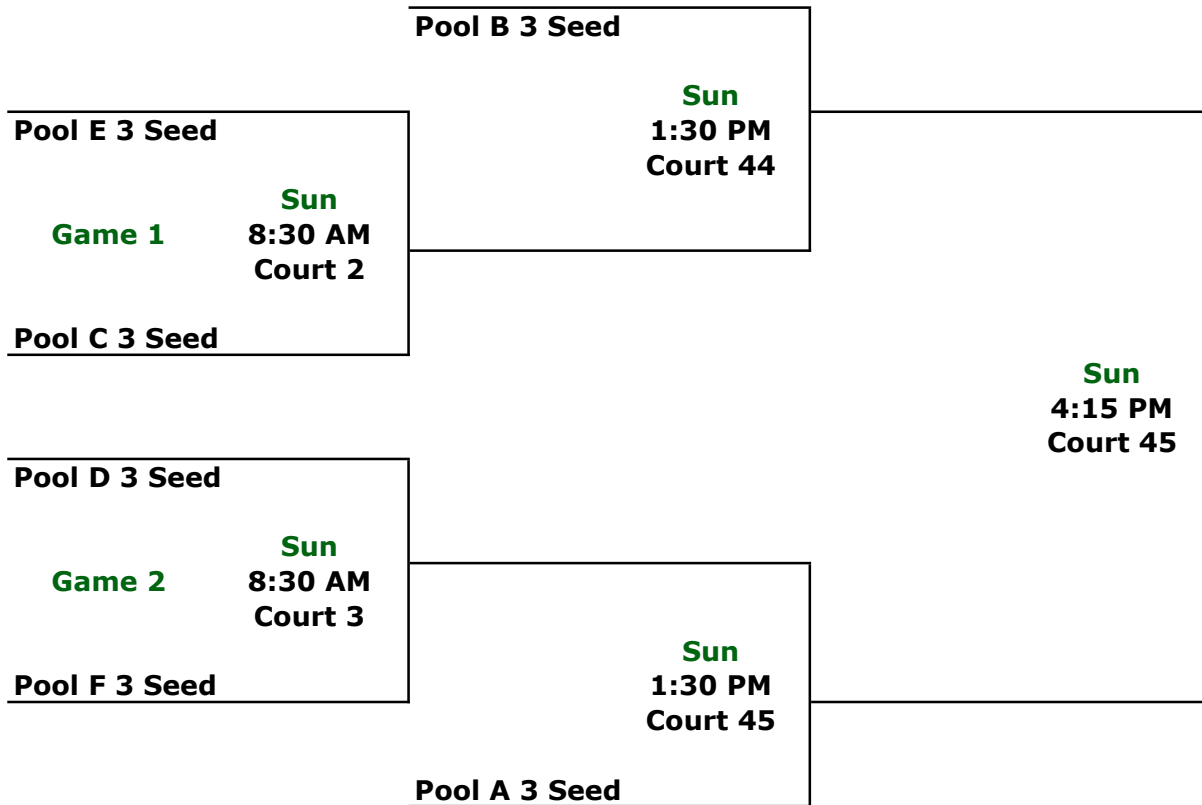 Pool B 3 Seed
Sun
1:30 PM
Court 44
Pool E 3 Seed
Sun
Game 1 8:30 AM
Court 2
Pool C 3 Seed
Sun
4:15 PM
Court 45
Pool D 3 Seed
Sun
Game 2 8:30 AM
Court 3
Pool F 3 Seed
Sun
1:30 PM
Court 45
Pool A 3 Seed